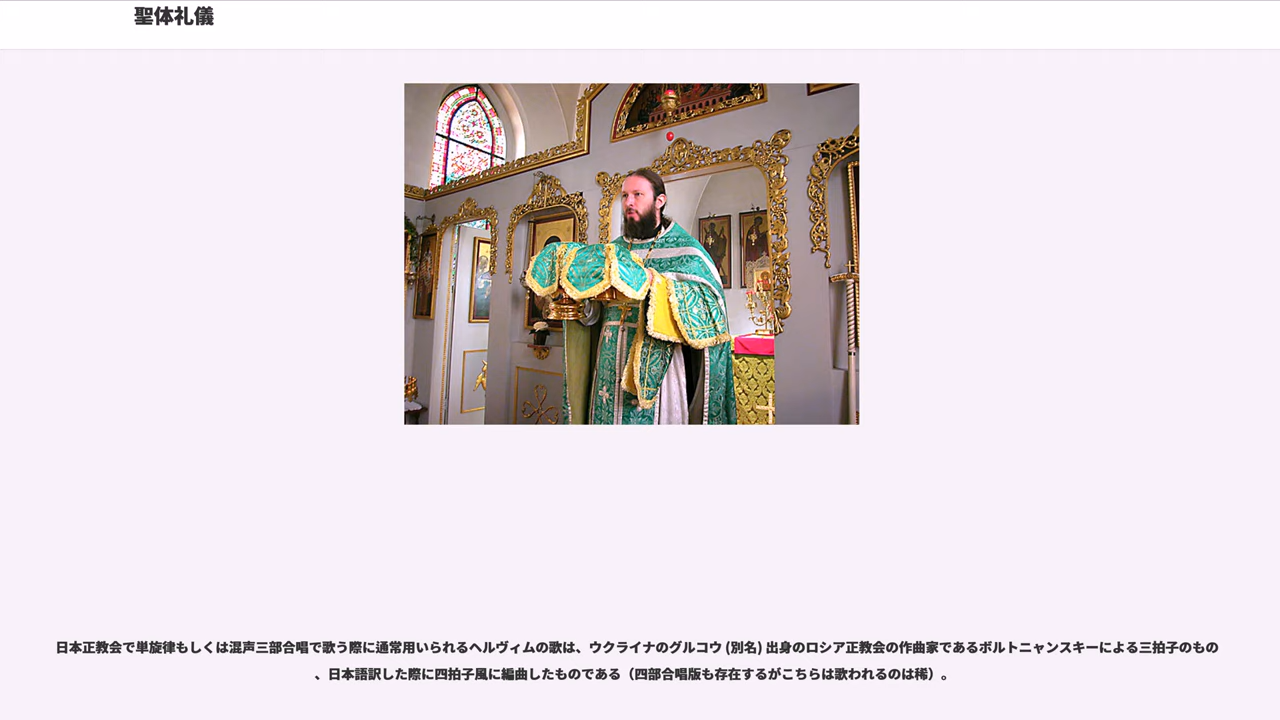 聖体礼儀
日本正教会で単旋律もしくは混声三部合唱で歌う際に通常用いられるヘルヴィムの歌は、ウクライナのグルコウ (別名) 出身のロシア正教会の作曲家であるボルトニャンスキーによる三拍子のもの
、日本語訳した際に四拍子風に編曲したものである（四部合唱版も存在するがこちらは歌われるのは稀）。